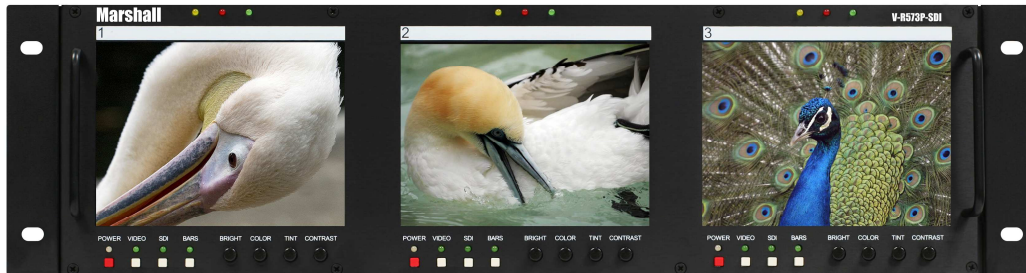 Marshall
V-R573P-SDI
1
2
3
POWER VIDEO SDI BARS BRIGHT COLOR TINT CONTRAST
POWER VIDEO SDI BARS BRIGHT COLOR TINT CONTRAST
POWER VIDEO SDI BARS BRIGHT COLOR TINT CONTRAST